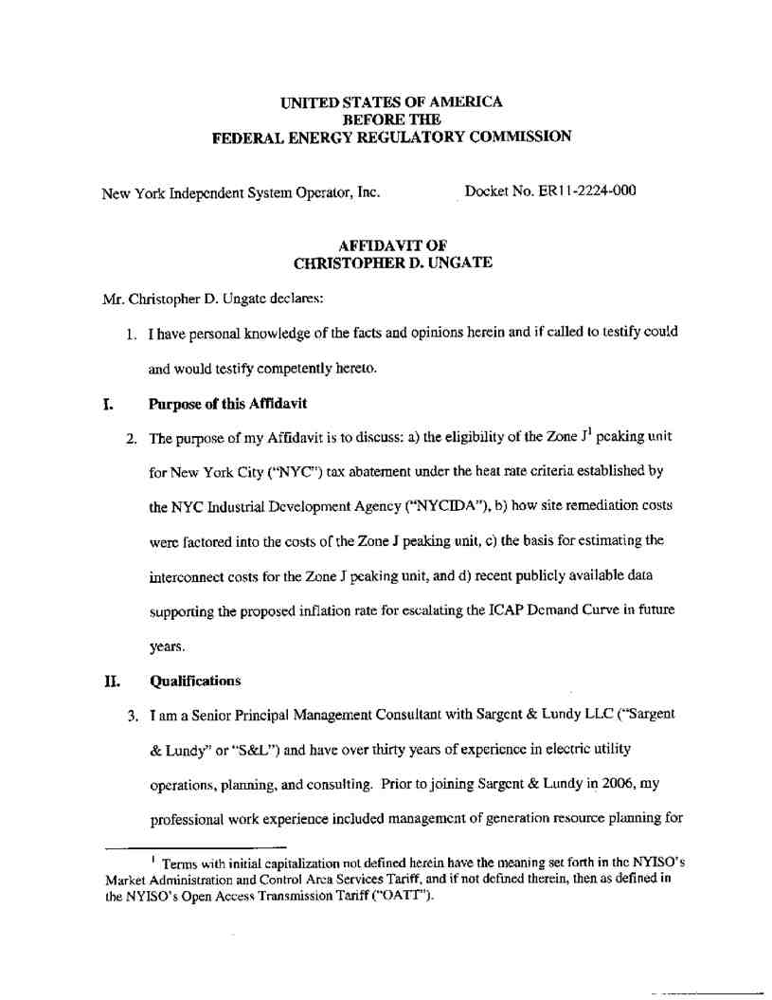 UNITED STATES OF AMERICA
BEFORE THE
FEDERAL ENERGY REGULATORY COMMISSION
New York Independent System Operator, Inc. Docket No. ER11-2224-000
AFFIDAVIT OF
CHRISTOPHER D. UNGATE
Mr. Christopher D. Ungate declares:
1. I have personal knowledge of the facts and opinions herein and if called to testify could
and would testify competently hereto.
I. Purpose of this Affidavit
2. The purpose of my Affidavit is to discuss: a) the eligibility of the Zone J¹ peaking unit
for New York City (“NYC”) tax abatement under the heat rate criteria established by
the NYC Industrial Development Agency (“NYCIDA”), b) how site remediation costs
were factored into the costs of the Zone J peaking unit, c) the basis for estimating the
interconnect costs for the Zone J peaking unit, and d) recent publicly available data
supporting the proposed inflation rate for escalating the ICAP Demand Curve in future
years.
II. Qualifications
3. I am a Senior Principal Management Consultant with Sargent & Lundy LLC (“Sargent
& Lundy” or “S&L”) and have over thirty years of experience in electric utility
operations, planning, and consulting. Prior to joining Sargent & Lundy in 2006, my
professional work experience included management of generation resource planning for
¹ Terms with initial capitalization not defined herein have the meaning set forth in the NYISO’s
Market Administration and Control Area Services Tariff, and if not defined therein, then as defined in
the NYISO’s Open Access Transmission Tariff (“OATT”).